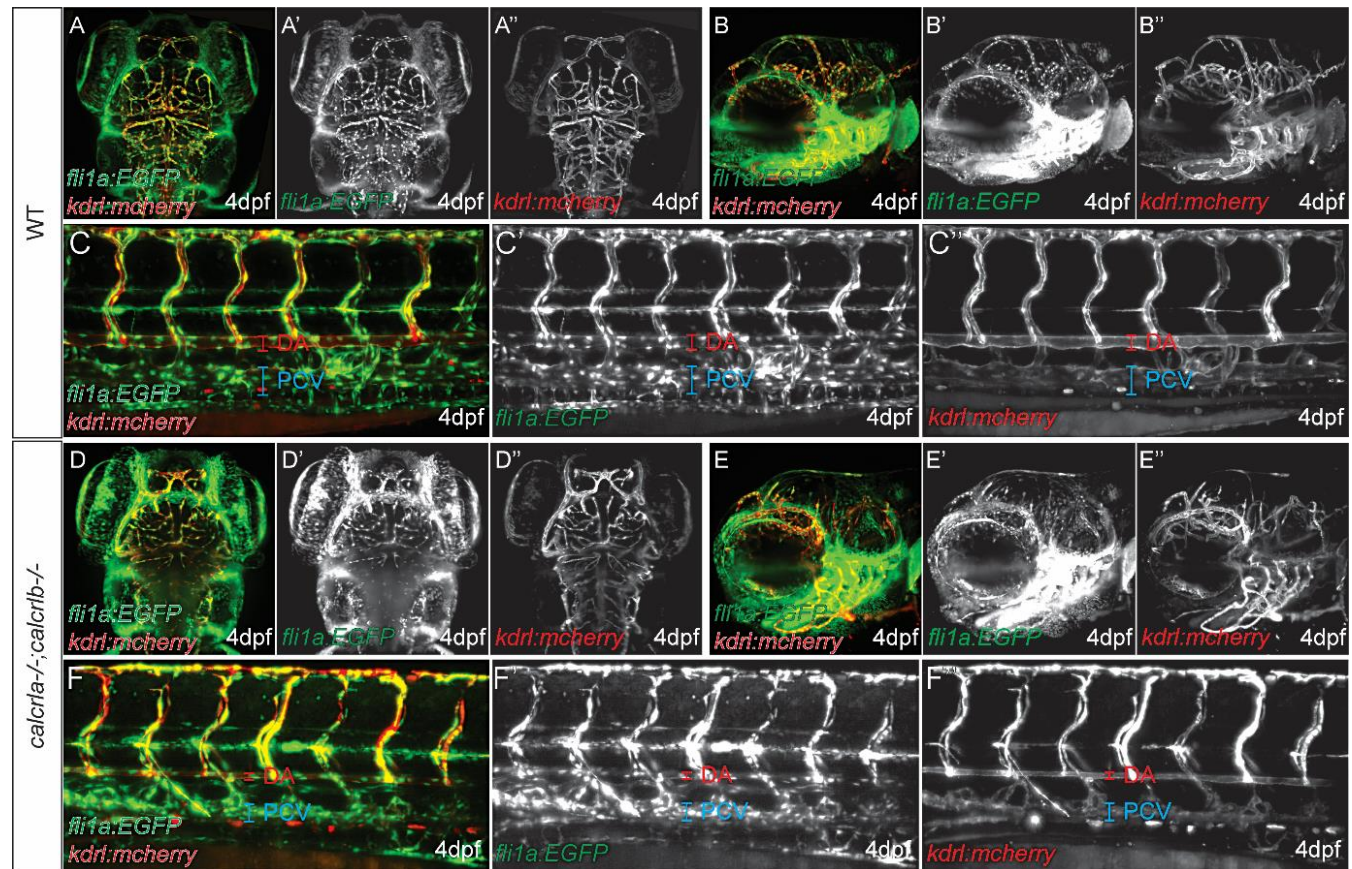 WT
A
fli1a:EGFP
kdrl:mcherry
4dpf
A'
fli1a:EGFP
4dpf
A''
kdrl:mcherry
4dpf
B
fli1a:EGFP
kdrl:mcherry
4dpf
B'
fli1a:EGFP
4dpf
B''
kdrl:mcherry
4dpf
C
DA
PCV
fli1a:EGFP
kdrl:mcherry
4dpf
C'
DA
PCV
fli1a:EGFP
4dpf
C''
DA
PCV
kdrl:mcherry
4dpf
calcrla-/-;calcrlb-/-
D
fli1a:EGFP
kdrl:mcherry
4dpf
D'
fli1a:EGFP
4dpf
D''
kdrl:mcherry
4dpf
E
fli1a:EGFP
kdrl:mcherry
4dpf
E'
fli1a:EGFP
4dpf
E''
kdrl:mcherry
4dpf
F
DA
PCV
fli1a:EGFP
kdrl:mcherry
4dpf
F'
DA
PCV
fli1a:EGFP
4dpf
F''
DA
PCV
kdrl:mcherry
4dpf